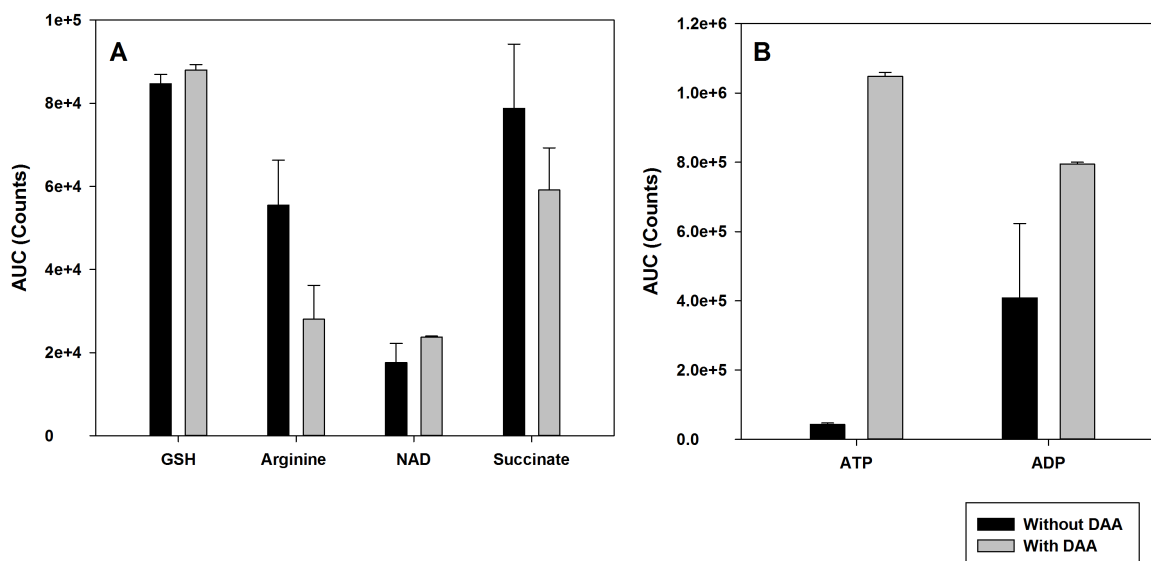 A
AUC (Counts)
1e+5
8e+4
6e+4
4e+4
2e+4
0
GSH Arginine NAD Succinate
B
AUC (Counts)
1.2e+6
1.0e+6
8.0e+5
6.0e+5
4.0e+5
2.0e+5
0.0
ATP ADP
Without DAA
With DAA